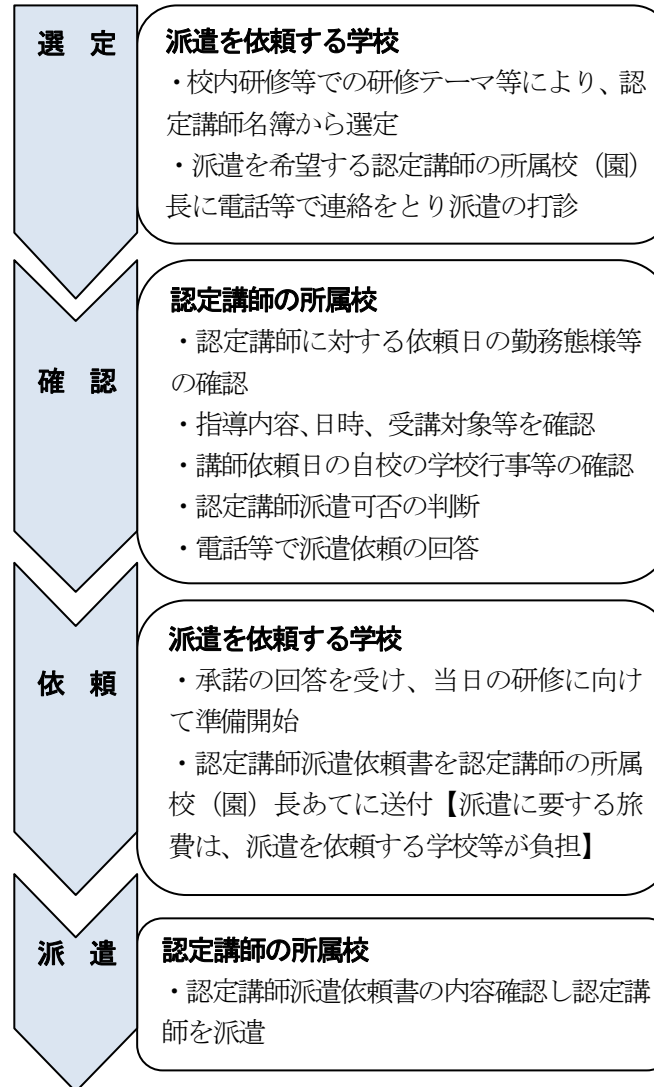 選 定
派遣を依頼する学校
・校内研修等での研修テーマ等により、認
定講師名簿から選定
・派遣を希望する認定講師の所属校（園）
長に電話等で連絡をとり派遣の打診
確 認
認定講師の所属校
・認定講師に対する依頼日の勤務態様等
の確認
・指導内容、日時、受講対象等を確認
・講師依頼日の自校の学校行事等の確認
・認定講師派遣可否の判断
・電話等で派遣依頼の回答
依 頼
派遣を依頼する学校
・承諾の回答を受け、当日の研修に向け
て準備開始
・認定講師派遣依頼書を認定講師の所属
校（園）長あてに送付【派遣に要する旅
費は、派遣を依頼する学校等が負担】
派 遣
認定講師の所属校
・認定講師派遣依頼書の内容確認し認定講
師を派遣